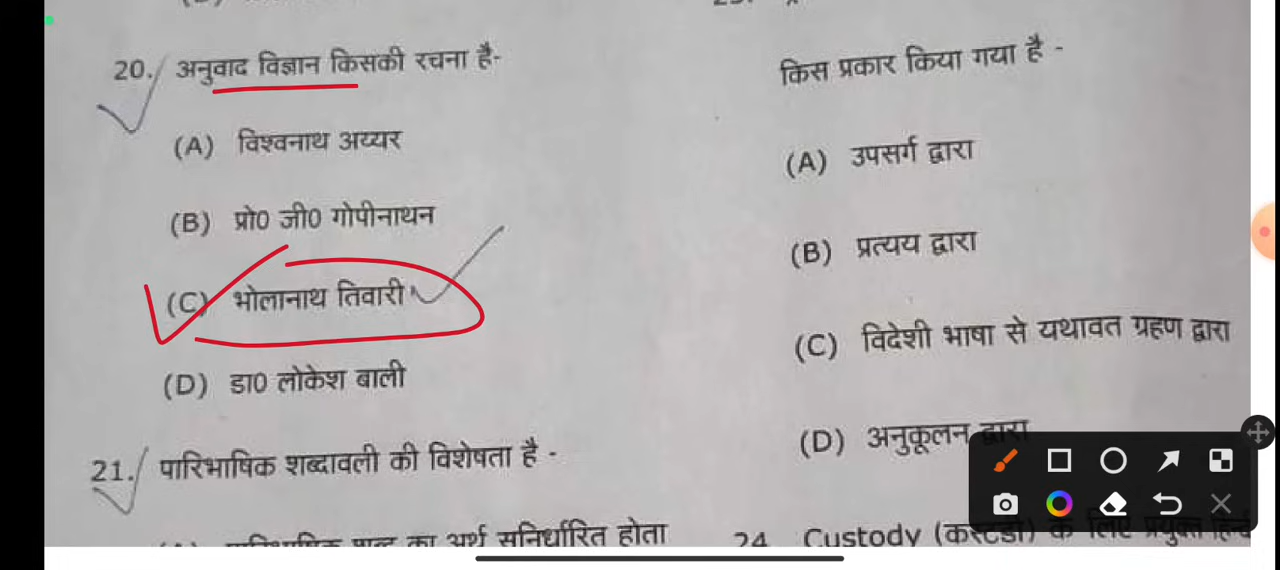 20. अनुवाद विज्ञान किसकी रचना है-
(A) विश्वनाथ अय्यर
(B) प्रो0 जी0 गोपीनाथन
(C) भोलानाथ तिवारी
(D) डा0 लोकेश बाली
21. पारिभाषिक शब्दावली की विशेषता है -
का अर्थ सुनिर्धारित होता
किस प्रकार किया गया है -
(A) उपसर्ग द्वारा
(B) प्रत्यय द्वारा
(C) विदेशी भाषा से यथावत ग्रहण द्वारा
(D) अनुकूलन द्वारा
24. Custody (कस्टडी) के लिए प्रयुक्त